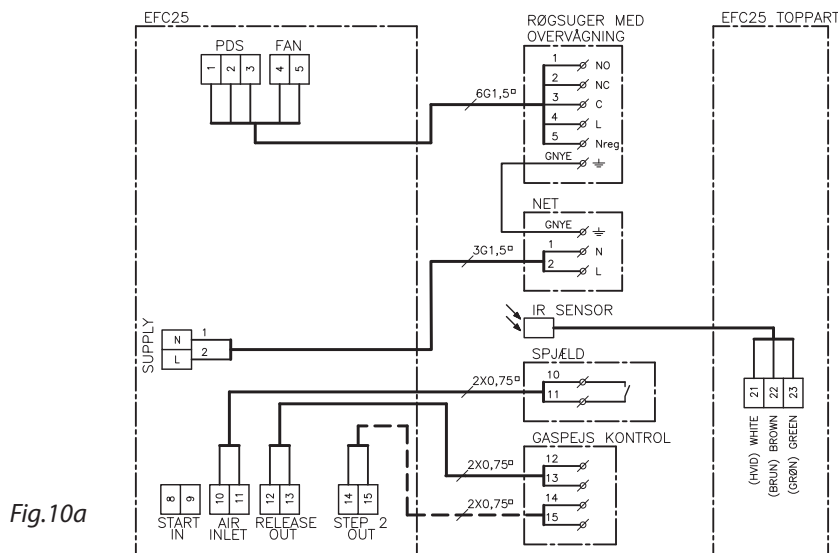 EFC25
RØGSUGER MED
OVERVÅGNING
EFC25 TOPPART
PDS
FAN
1 2 3
4 5
6G1,5¤
1 NO
2 NC
3 C
4 L
5 Nreg
GNYE
NET
GNYE
3G1,5¤
1 N
2 L
IR SENSOR
SUPPLY
N 1
L 2
SPJÆLD
2X0,75¤
10
11
21 22 23
(HVID) WHITE
(BRUN) BROWN
(GRØN) GREEN
GASPEJS KONTROL
2X0,75¤
12
13
2X0,75¤
14
15
8 9
10 11
12 13
14 15
START
IN
AIR
INLET
RELEASE
OUT
STEP 2
OUT
Fig.10a